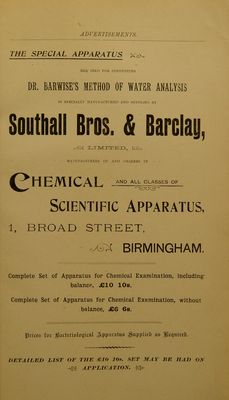 ADVERTISEMENTS.
THE SPECIAL APPARATUS
REQUIRED FOR CONDUCTING
DR. BARWISE'S METHOD OF WATER ANALYSIS
IS SPECIALLY MANUFACTURED AND SUPPLIED BY
Southall Bros. & Barclay,
LIMITED,
MANUFACTURERS OF AND DEALERS IN
CHEMICAL AND ALL CLASSES OF
SCIENTIFIC APPARATUS,
1, BROAD STREET,
BIRMINGHAM.
Complete Set of Apparatus for Chemical Examination, including
balance, £10 10s.
Complete Set of Apparatus for Chemical Examination, without
balance, £6 6s.
Prices for Bacteriological Apparatus Supplied as Required.
DETAILED LIST OF THE £10 10s. SET MAY BE HAD ON
APPLICATION.